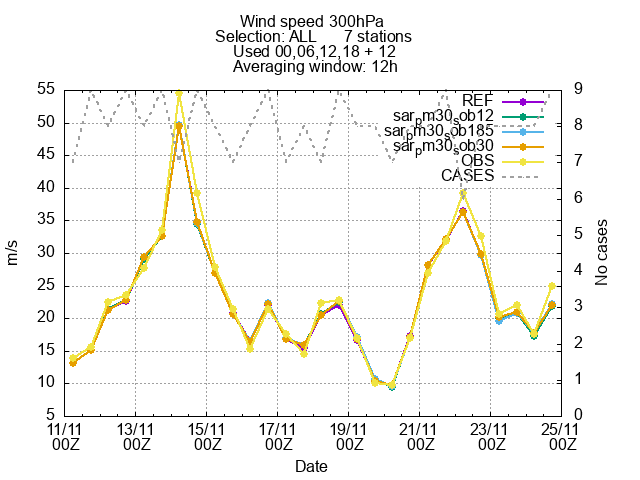 Wind speed 300hPa
Selection: ALL 7 stations
Used 00,06,12,18 + 12
Averaging window: 12h
55 9
50 8
45 7
40 6
35 5
30 4
25 3
20 2
15 1
10 0
5
REF
sarpm30sob12
sarpm30sob185
sarpm30sob30
OBS
CASES
m/s
No cases
11/11 13/11 15/11 17/11 19/11 21/11 23/11 25/11
00Z 00Z 00Z 00Z 00Z 00Z 00Z 00Z
Date